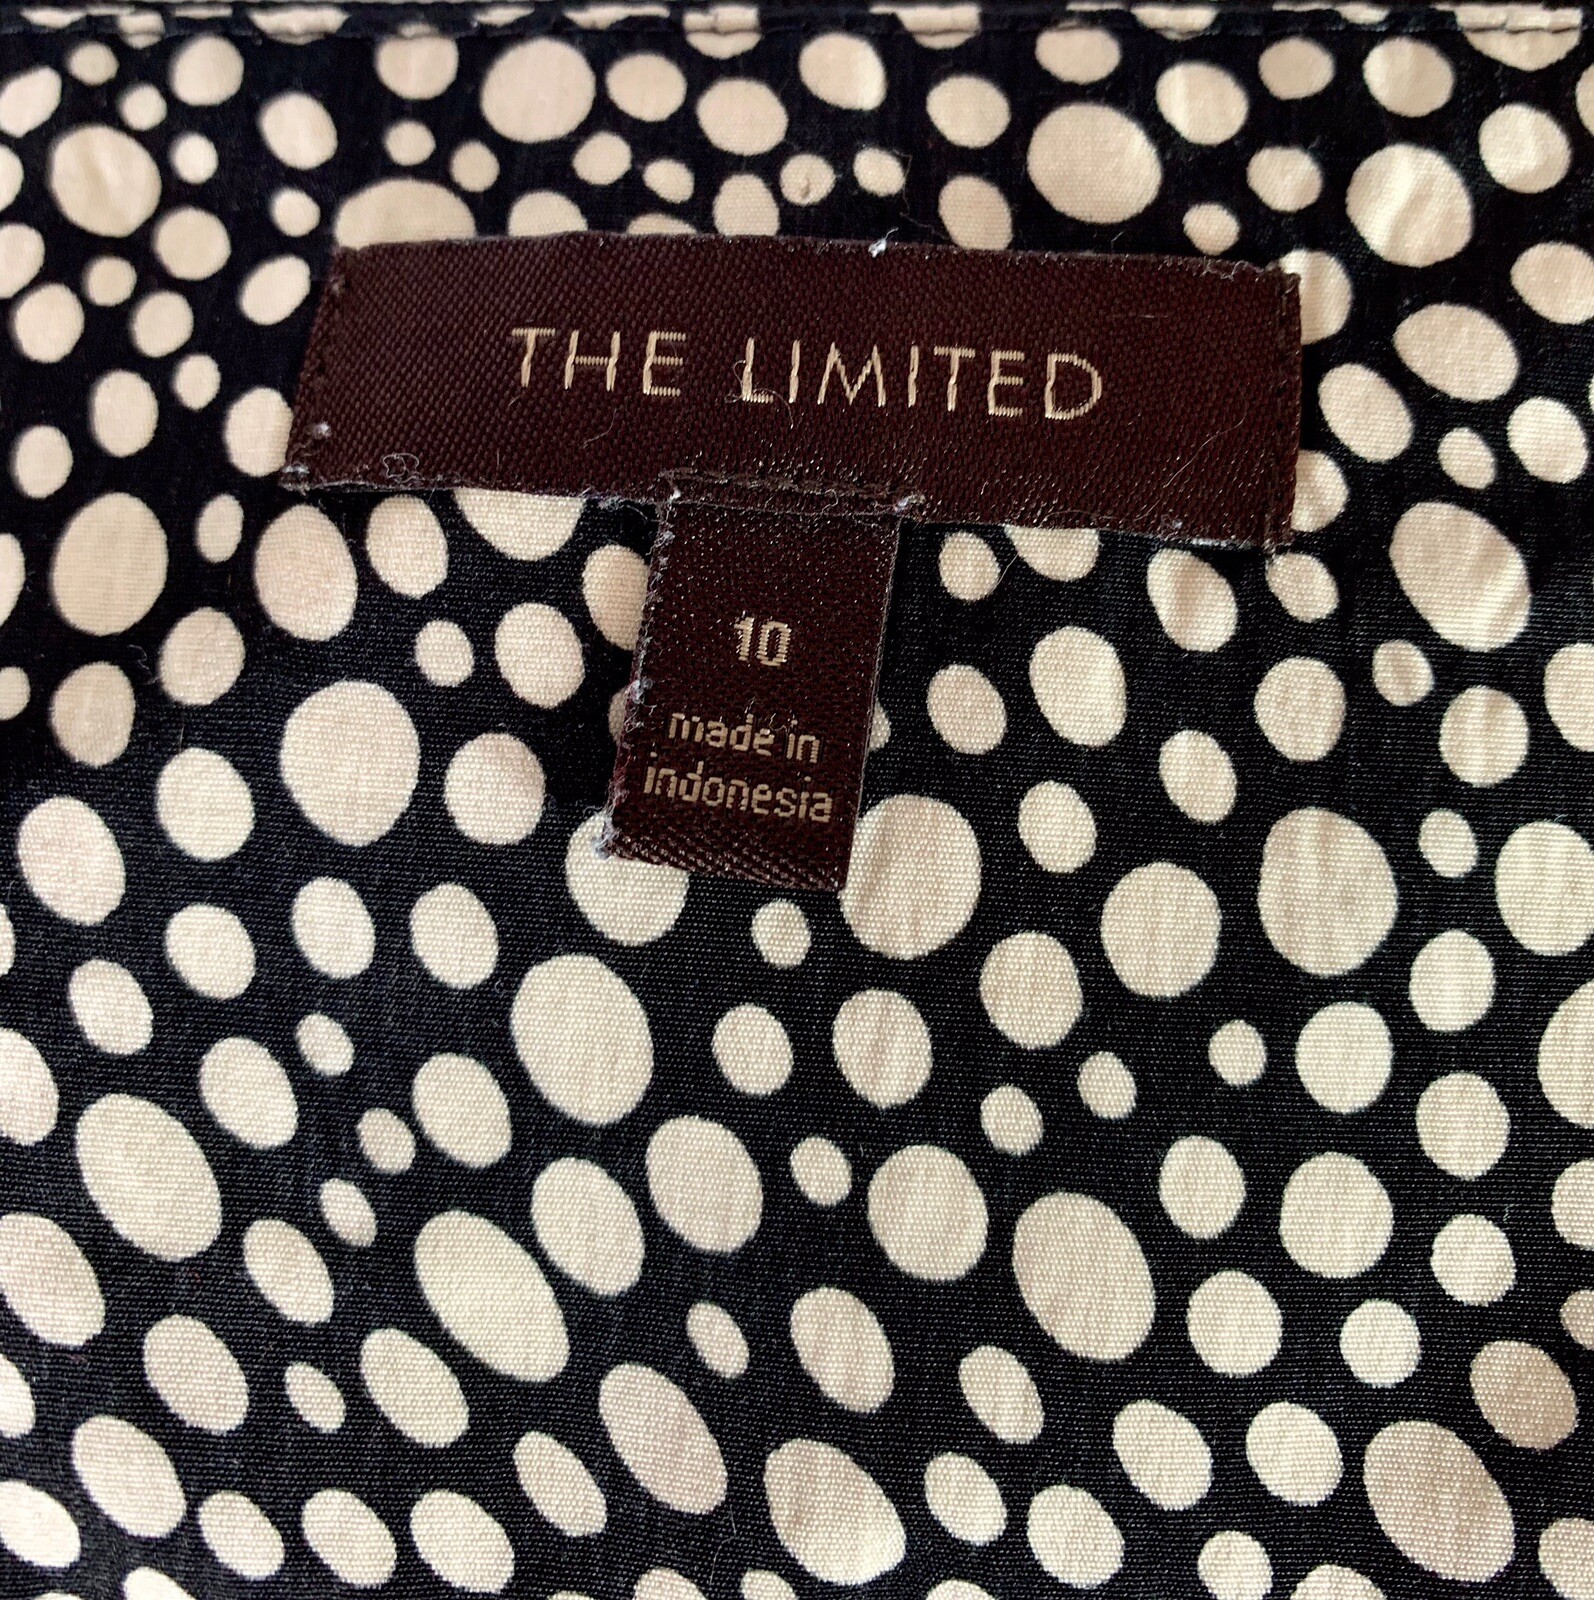 THE LIMITED
10
made in
indonesia